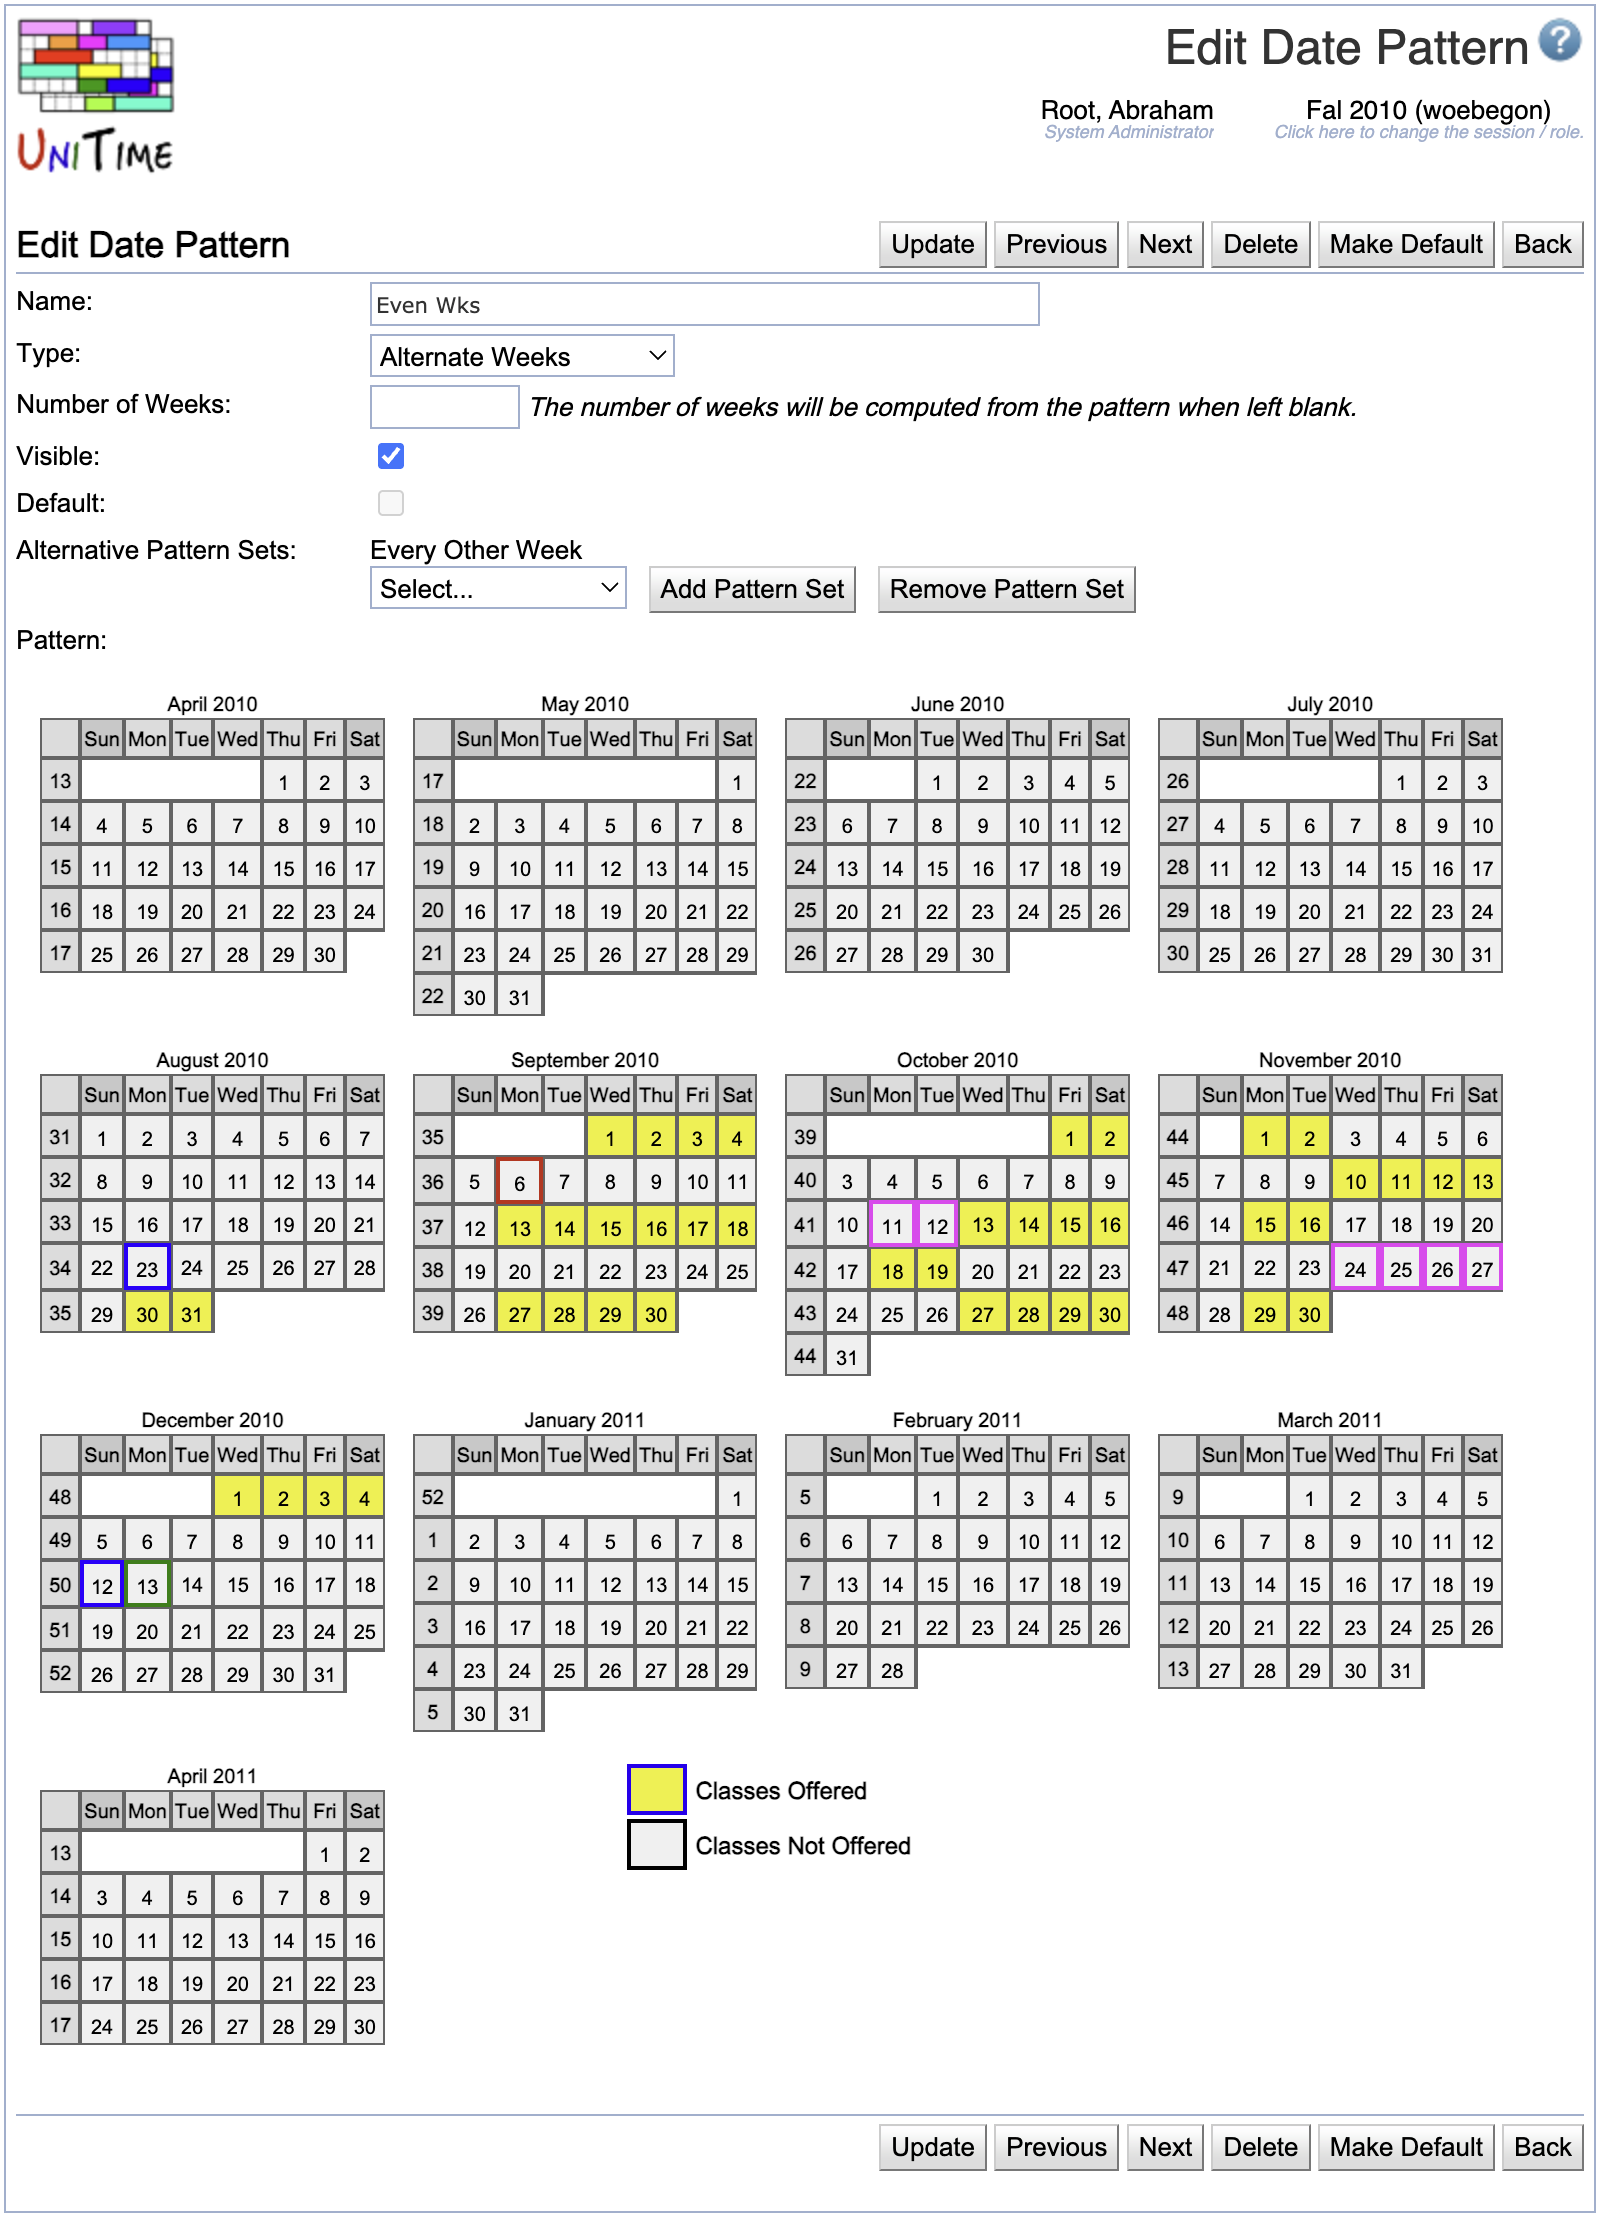 Edit Date Pattern ?
Root, Abraham Fal 2010 (woebegon)
System Administrator Click here to change the session / role.
UNITIME
Edit Date Pattern Update Previous Next Delete Make Default Back
Name: Even Wks
Type: Alternate Weeks
Number of Weeks: The number of weeks will be computed from the pattern when left blank.
Visible:
Default:
Alternative Pattern Sets: Every Other Week
Select... Add Pattern Set Remove Pattern Set
Pattern:
April 2010
Sun Mon Tue Wed Thu Fri Sat
13 1 2 3
14 4 5 6 7 8 9 10
15 11 12 13 14 15 16 17
16 18 19 20 21 22 23 24
17 25 26 27 28 29 30
May 2010
Sun Mon Tue Wed Thu Fri Sat
17 1
18 2 3 4 5 6 7 8
19 9 10 11 12 13 14 15
20 16 17 18 19 20 21 22
21 23 24 25 26 27 28 29
22 30 31
June 2010
Sun Mon Tue Wed Thu Fri Sat
22 1 2 3 4 5
23 6 7 8 9 10 11 12
24 13 14 15 16 17 18 19
25 20 21 22 23 24 25 26
26 27 28 29 30
July 2010
Sun Mon Tue Wed Thu Fri Sat
26 1 2 3
27 4 5 6 7 8 9 10
28 11 12 13 14 15 16 17
29 18 19 20 21 22 23 24
30 25 26 27 28 29 30 31
August 2010
Sun Mon Tue Wed Thu Fri Sat
31 1 2 3 4 5 6 7
32 8 9 10 11 12 13 14
33 15 16 17 18 19 20 21
34 22 23 24 25 26 27 28
35 29 30 31
September 2010
Sun Mon Tue Wed Thu Fri Sat
35 1 2 3 4
36 5 6 7 8 9 10 11
37 12 13 14 15 16 17 18
38 19 20 21 22 23 24 25
39 26 27 28 29 30
October 2010
Sun Mon Tue Wed Thu Fri Sat
39 1 2
40 3 4 5 6 7 8 9
41 10 11 12 13 14 15 16
42 17 18 19 20 21 22 23
43 24 25 26 27 28 29 30
44 31
November 2010
Sun Mon Tue Wed Thu Fri Sat
44 1 2 3 4 5 6
45 7 8 9 10 11 12 13
46 14 15 16 17 18 19 20
47 21 22 23 24 25 26 27
48 28 29 30
December 2010
Sun Mon Tue Wed Thu Fri Sat
48 1 2 3 4
49 5 6 7 8 9 10 11
50 12 13 14 15 16 17 18
51 19 20 21 22 23 24 25
52 26 27 28 29 30 31
January 2011
Sun Mon Tue Wed Thu Fri Sat
52 1
1 2 3 4 5 6 7 8
2 9 10 11 12 13 14 15
3 16 17 18 19 20 21 22
4 23 24 25 26 27 28 29
5 30 31
February 2011
Sun Mon Tue Wed Thu Fri Sat
5 1 2 3 4 5
6 6 7 8 9 10 11 12
7 13 14 15 16 17 18 19
8 20 21 22 23 24 25 26
9 27 28
March 2011
Sun Mon Tue Wed Thu Fri Sat
9 1 2 3 4 5
10 6 7 8 9 10 11 12
11 13 14 15 16 17 18 19
12 20 21 22 23 24 25 26
13 27 28 29 30 31
April 2011
Sun Mon Tue Wed Thu Fri Sat
13 1 2
14 3 4 5 6 7 8 9
15 10 11 12 13 14 15 16
16 17 18 19 20 21 22 23
17 24 25 26 27 28 29 30
Classes Offered
Classes Not Offered
Update Previous Next Delete Make Default Back